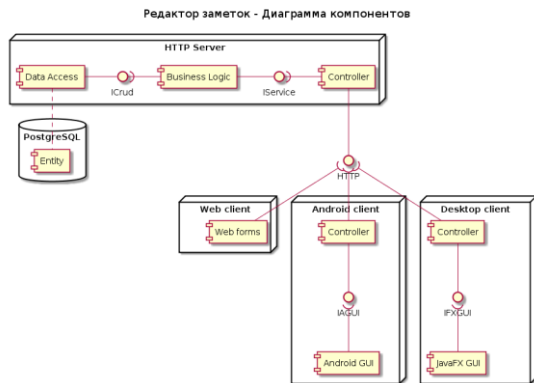 Редактор заметок - Диаграмма компонентов
HTTP Server
Data Access
Business Logic
Controller
ICrud
IService
PostgreSQL
Entity
HTTP
Web client
Android client
Desktop client
Web forms
Controller
Controller
IAGUI
IFXGUI
Android GUI
JavaFX GUI